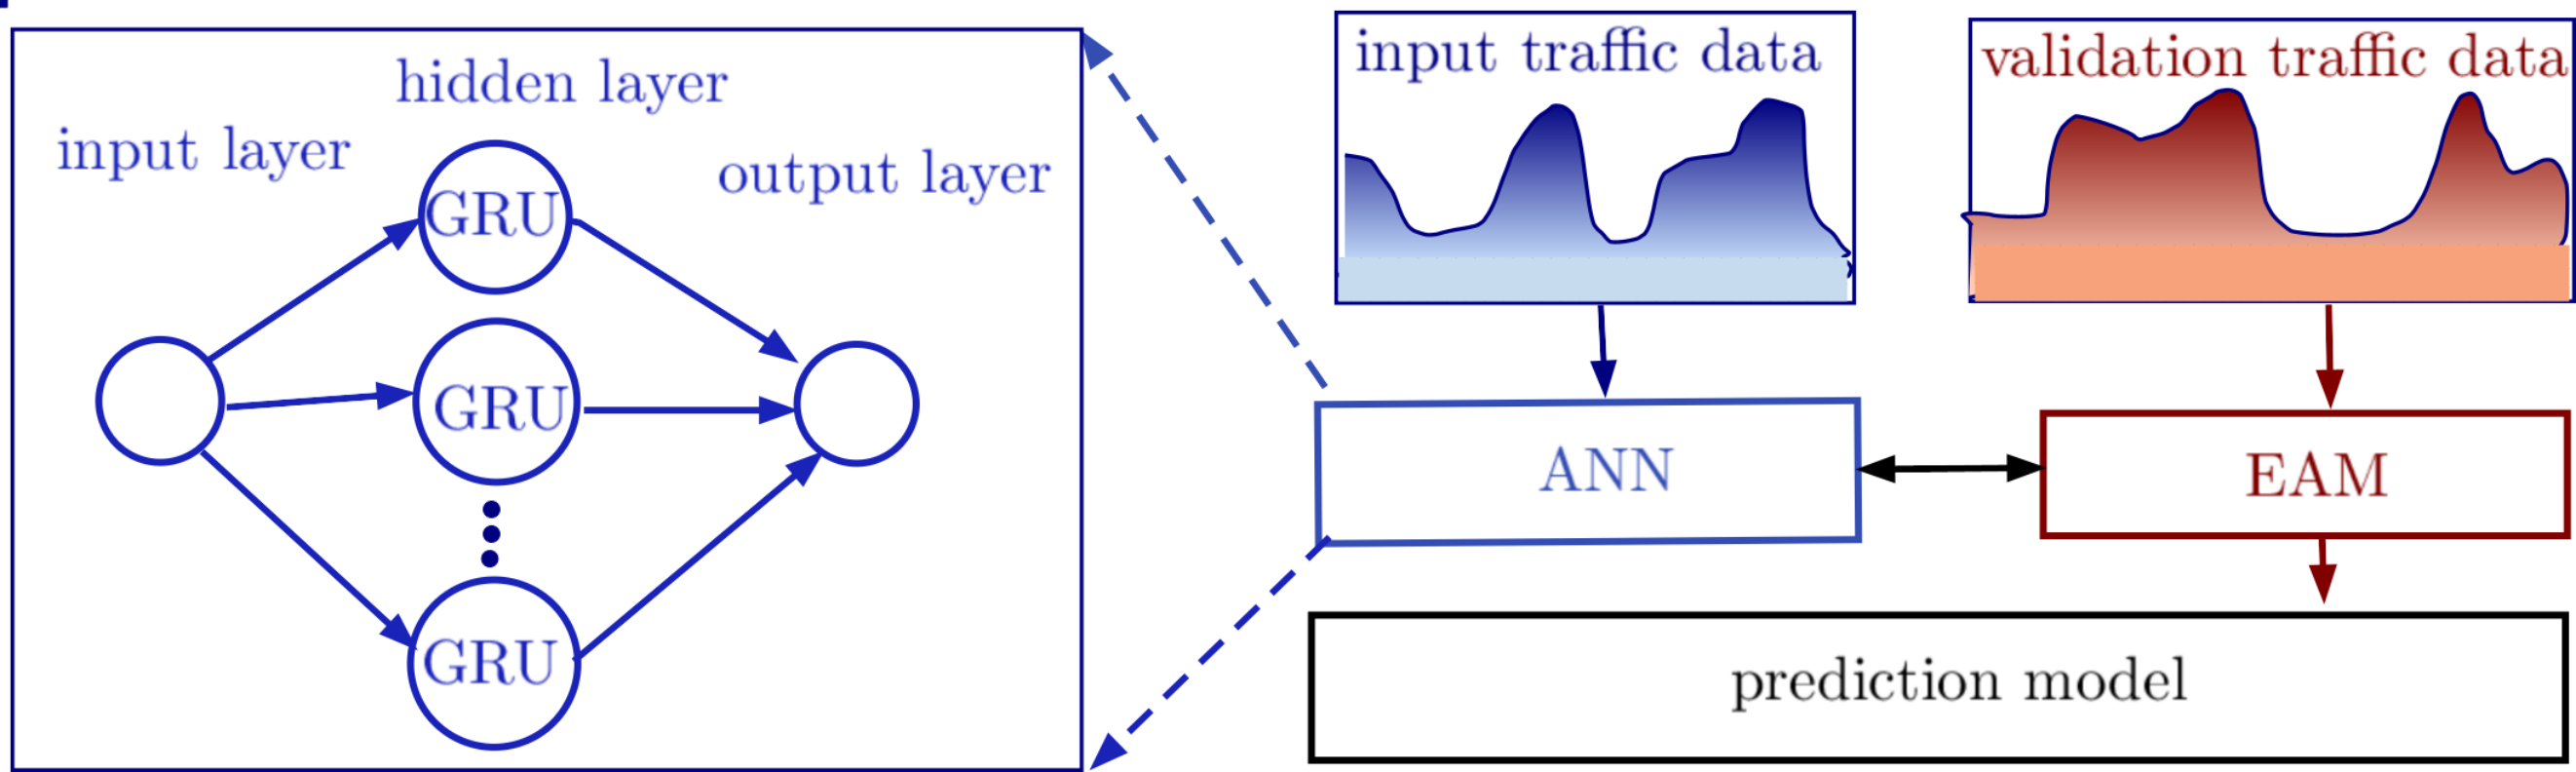 hidden layer
input layer
output layer
GRU
GRU
GRU
input traffic data
validation traffic data
ANN
EAM
prediction model